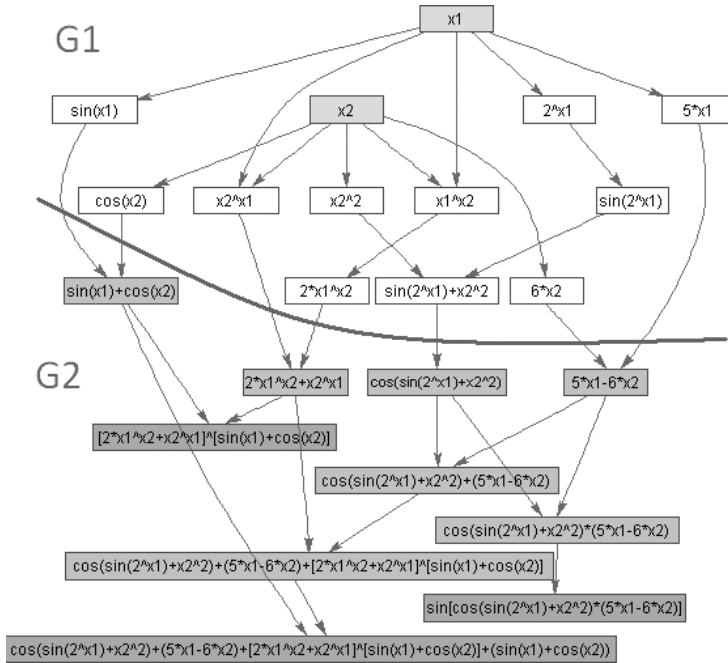 x1
G1
sin(x1)
x2
2^x1
5*x1
cos(x2)
x2^x1
x2^2
x1^x2
sin(2^x1)
sin(x1)+cos(x2)
2*x1^x2
sin(2^x1)+x2^2
6*x2
G2
2*x1^x2+x2^x1
cos(sin(2^x1)+x2^2)
5*x1-6*x2
[2*x1^x2+x2^x1]^[sin(x1)+cos(x2)]
cos(sin(2^x1)+x2^2)+(5*x1-6*x2)
cos(sin(2^x1)+x2^2)*(5*x1-6*x2)
cos(sin(2^x1)+x2^2)+(5*x1-6*x2)+[2*x1^x2+x2^x1]^[sin(x1)+cos(x2)]
sin[cos(sin(2^x1)+x2^2)*(5*x1-6*x2)]
cos(sin(2^x1)+x2^2)+(5*x1-6*x2)+[2*x1^x2+x2^x1]^[sin(x1)+cos(x2)]+(sin(x1)+cos(x2))